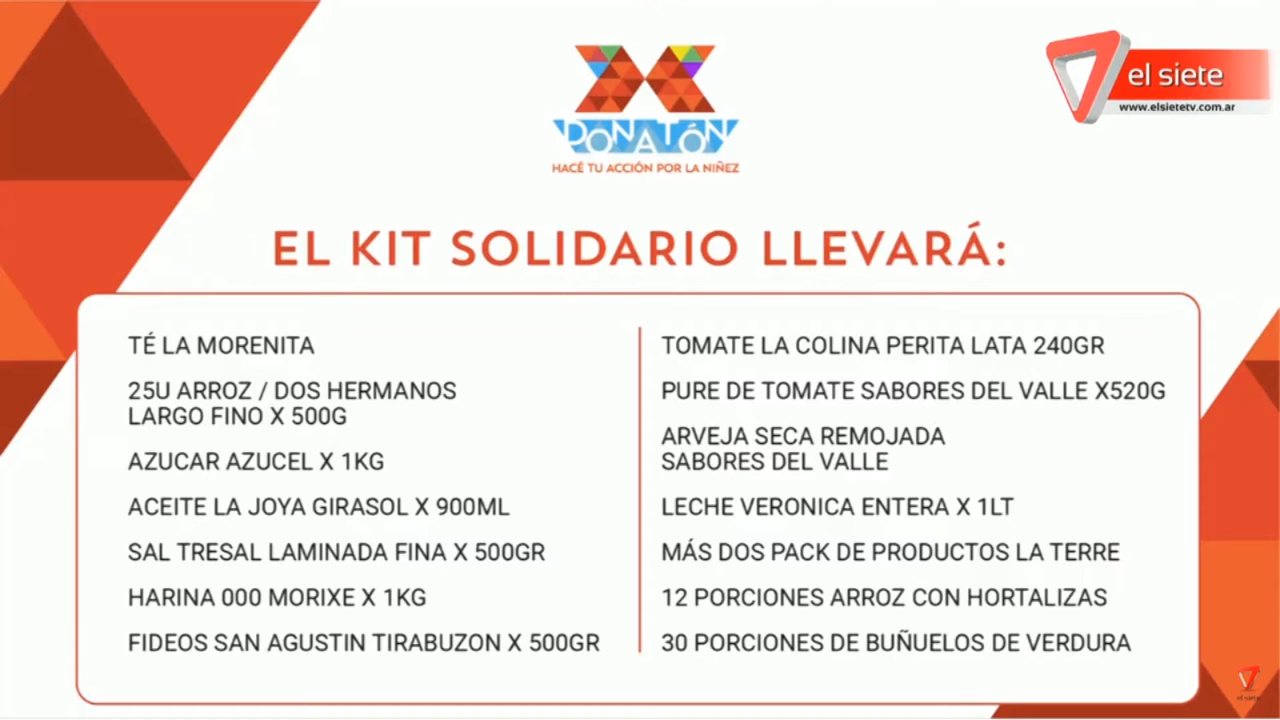 DONATÓN
HACÉ TU ACCIÓN POR LA NIÑEZ
el siete
www.elsietetv.com.ar
EL KIT SOLIDARIO LLEVARÁ:
TÉ LA MORENITA
25U ARROZ / DOS HERMANOS
LARGO FINO X 500G
AZUCAR AZUCEL X 1KG
ACEITE LA JOYA GIRASOL X 900ML
SAL TRESAL LAMINADA FINA X 500GR
HARINA 000 MORIXE X 1KG
FIDEOS SAN AGUSTIN TIRABUZON X 500GR
TOMATE LA COLINA PERITA LATA 240GR
PURE DE TOMATE SABORES DEL VALLE X520G
ARVEJA SECA REMOJADA
SABORES DEL VALLE
LECHE VERONICA ENTERA X 1LT
MÁS DOS PACK DE PRODUCTOS LA TERRE
12 PORCIONES ARROZ CON HORTALIZAS
30 PORCIONES DE BUÑUELOS DE VERDURA
el siete